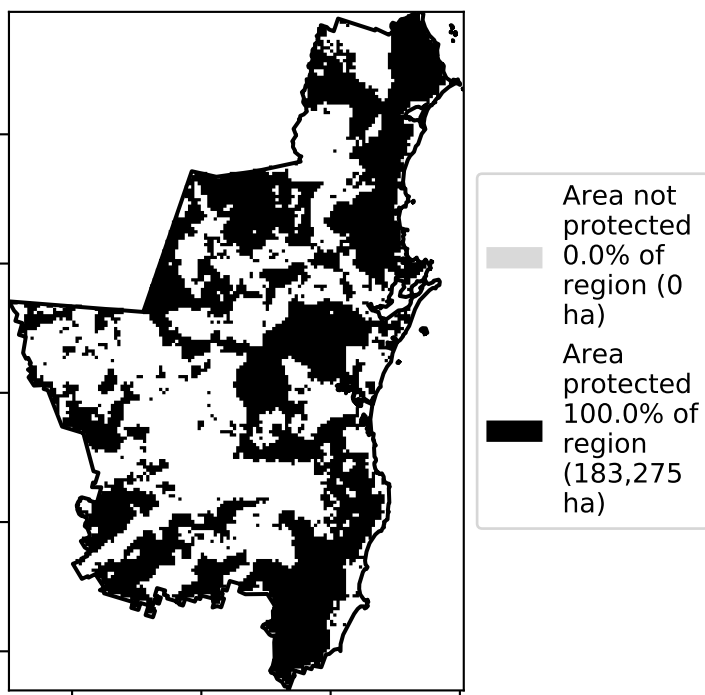 Area not
protected
0.0% of
region (0
ha)
Area
protected
100.0% of
region
(183,275
ha)